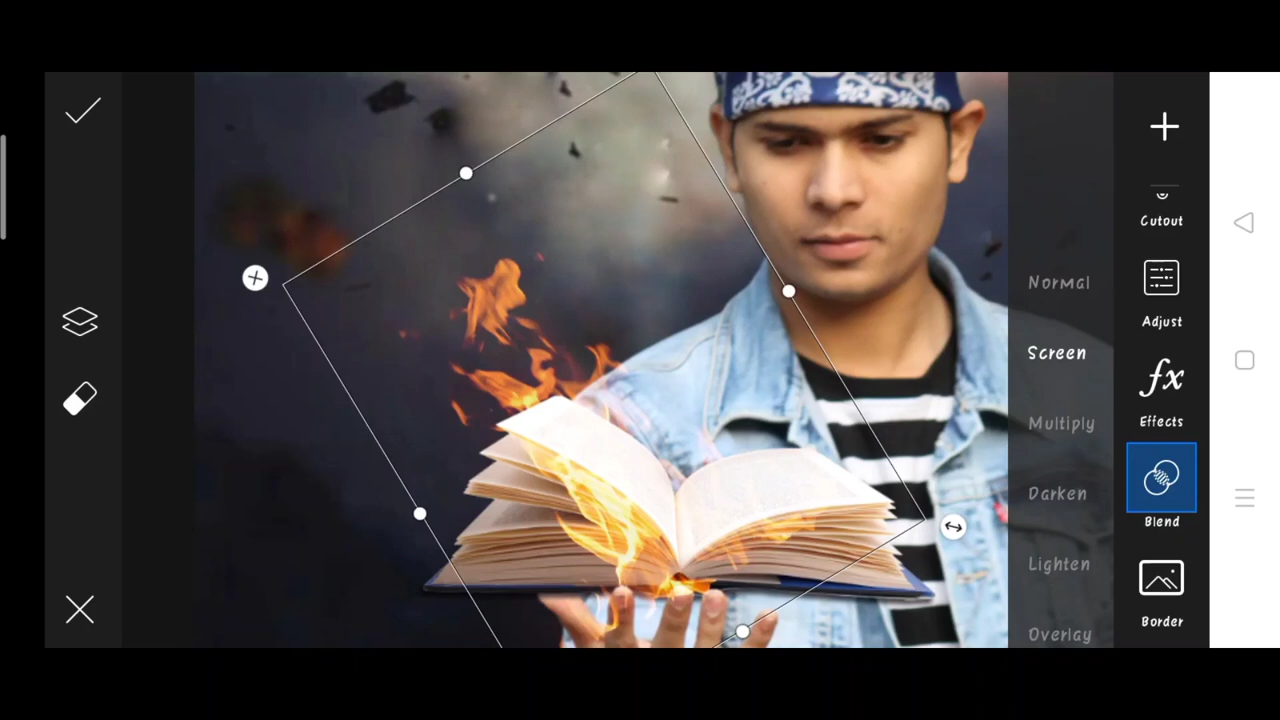 Cutout
Normal
Adjust
Screen
fx
Effects
Multiply
Darken
Blend
Lighten
Border
Overlay